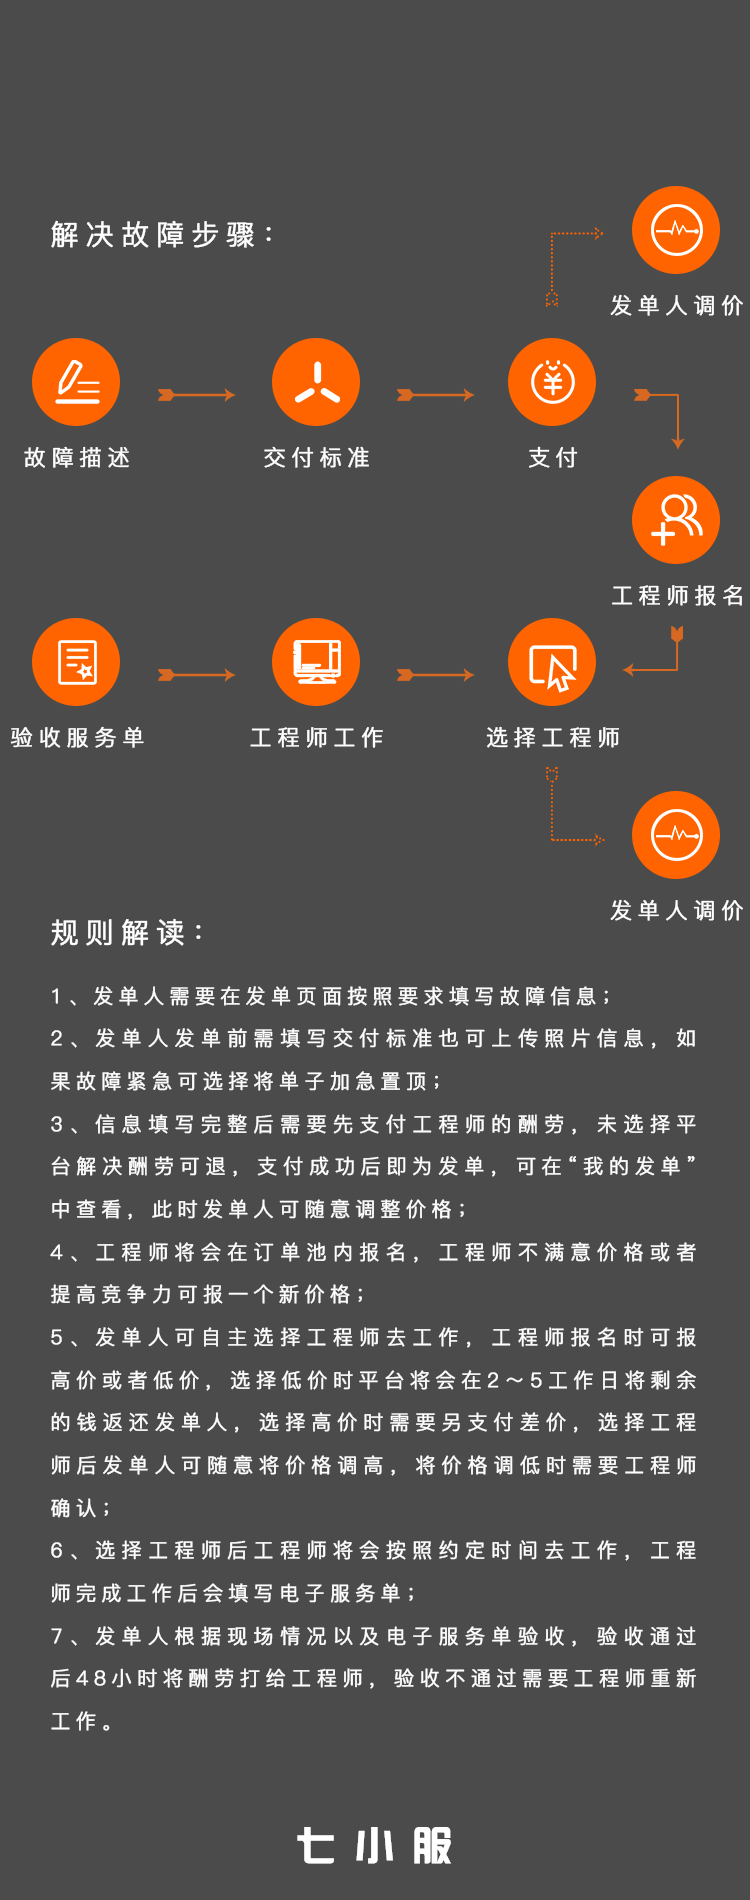 解决故障步骤：
发单人调价
故障描述
交付标准
支付
工程师报名
验收服务单
工程师工作
选择工程师
发单人调价
规则解读：
1、发单人需要在发单页面按照要求填写故障信息；
2、发单人发单前需填写交付标准也可上传照片信息，如
果故障紧急可选择将单子加急置顶；
3、信息填写完整后需要先支付工程师的酬劳，未选择平
台解决酬劳可退，支付成功后即为发单，可在“我的发单”
中查看，此时发单人可随意调整价格；
4、工程师将会在订单池内报名，工程师不满意价格或者
提高竞争力可报一个新价格；
5、发单人可自主选择工程师去工作，工程师报名时可报
高价或者低价，选择低价时平台将会在2～5工作日将剩余
的钱返还发单人，选择高价时需要另支付差价，选择工程
师后发单人可随意将价格调高，将价格调低时需要工程师
确认；
6、选择工程师后工程师将会按照约定时间去工作，工程
师完成工作后会填写电子服务单；
7、发单人根据现场情况以及电子服务单验收，验收通过
后48小时将酬劳打给工程师，验收不通过需要工程师重新
工作。
七小服